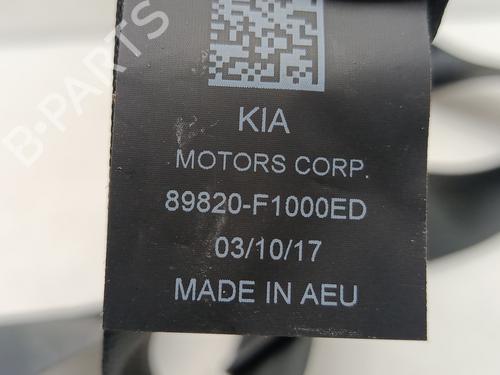 B-PARTS
KIA
MOTORS CORP
89820-F1000ED
03/10/17
MADE IN AEU